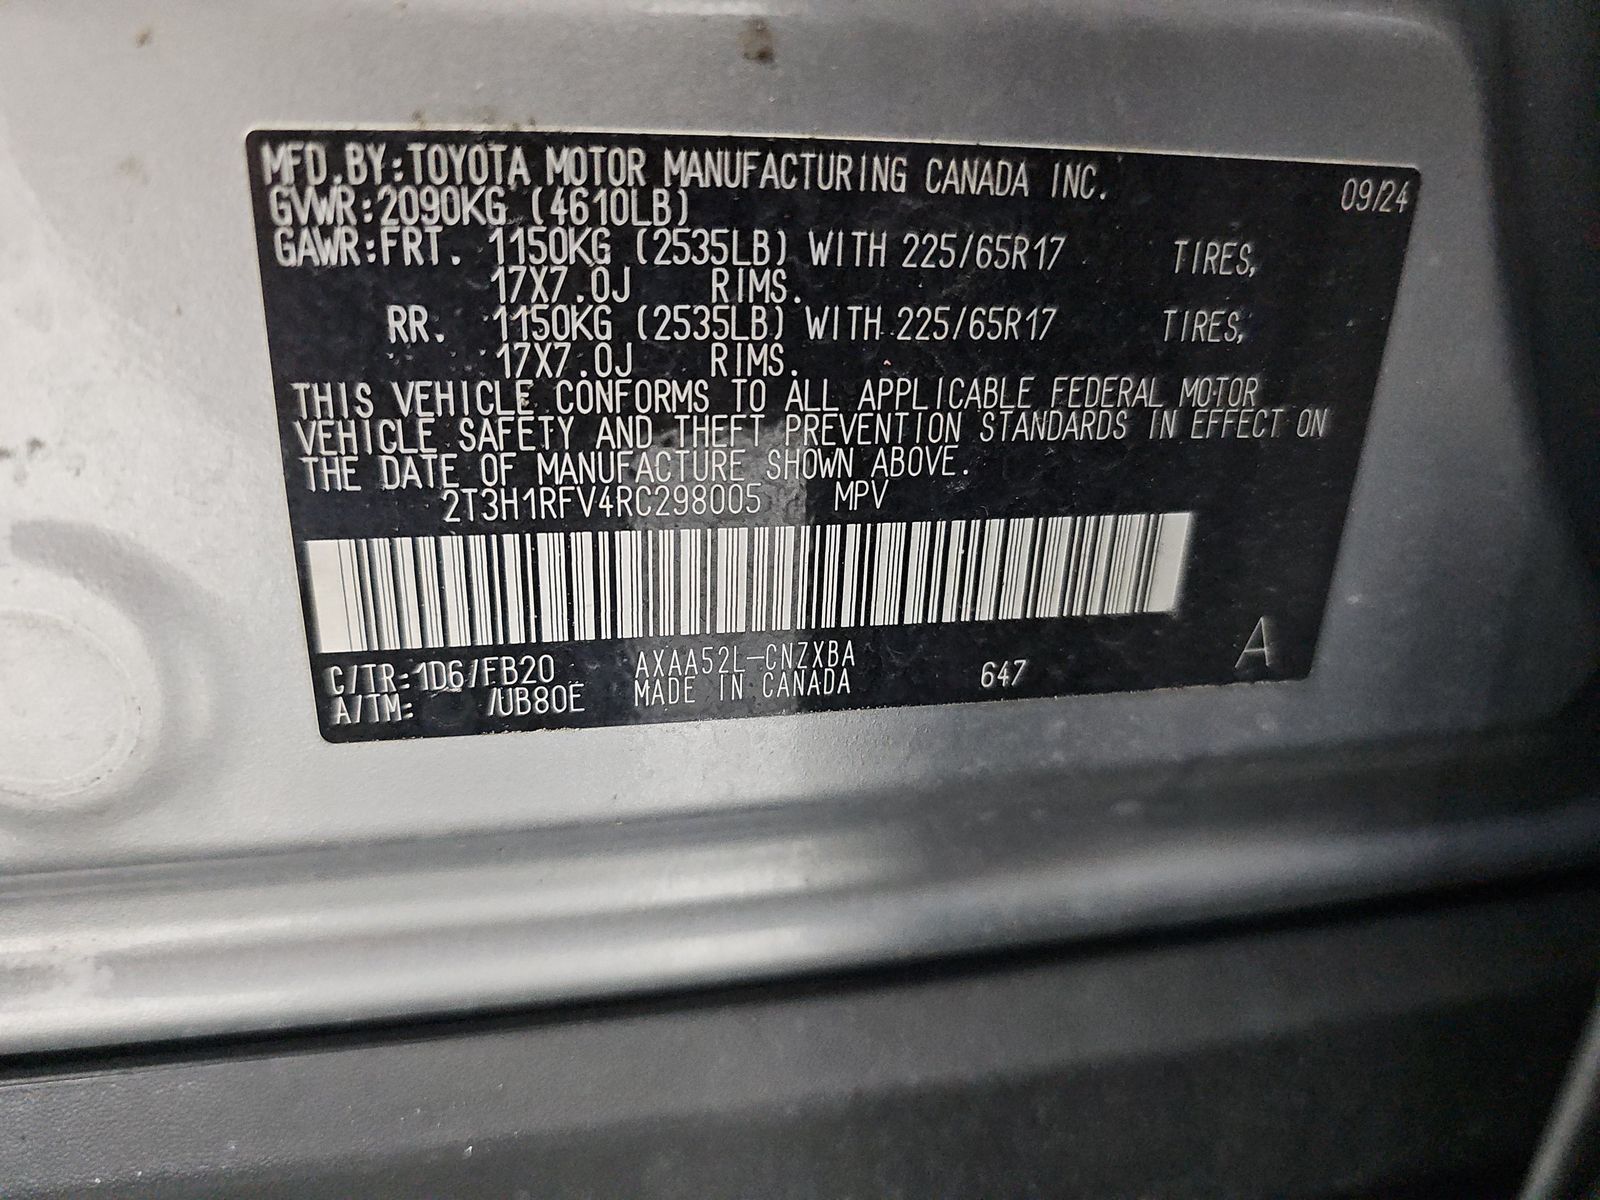 MFD.BY:TOYOTA MOTOR MANUFACTURING CANADA INC. 09/24
GVWR:2090KG (4610LB)
GAWR:FRT. 1150KG (2535LB) WITH 225/65R17 TIRES,
17X7.0J RIMS.
RR. 1150KG (2535LB) WITH 225/65R17 TIRES,
17X7.0J RIMS.
THIS VEHICLE CONFORMS TO ALL APPLICABLE FEDERAL MOTOR
VEHICLE SAFETY AND THEFT PREVENTION STANDARDS IN EFFECT ON
THE DATE OF MANUFACTURE SHOWN ABOVE.
2T3H1RFV4RC298005 MPV
C/TR:1D6/FB20 AXAA52L-CNZXBA 647 A
A/TM: /UB80E MADE IN CANADA